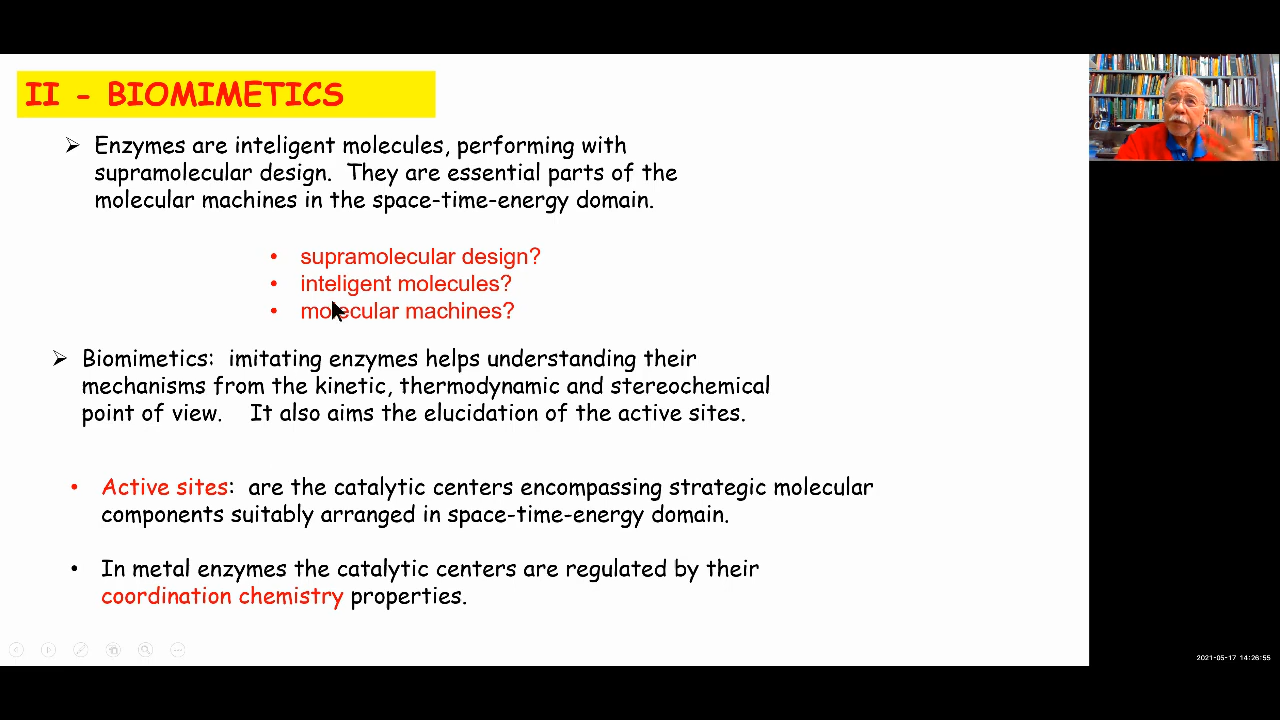 II - BIOMIMETICS
Enzymes are inteligent molecules, performing with
supramolecular design. They are essential parts of the
molecular machines in the space-time-energy domain.
• supramolecular design?
• inteligent molecules?
• molecular machines?
Biomimetics: imitating enzymes helps understanding their
mechanisms from the kinetic, thermodynamic and stereochemical
point of view. It also aims the elucidation of the active sites.
• Active sites: are the catalytic centers encompassing strategic molecular
components suitably arranged in space-time-energy domain.
• In metal enzymes the catalytic centers are regulated by their
coordination chemistry properties.
2021-05-17 14:26:55